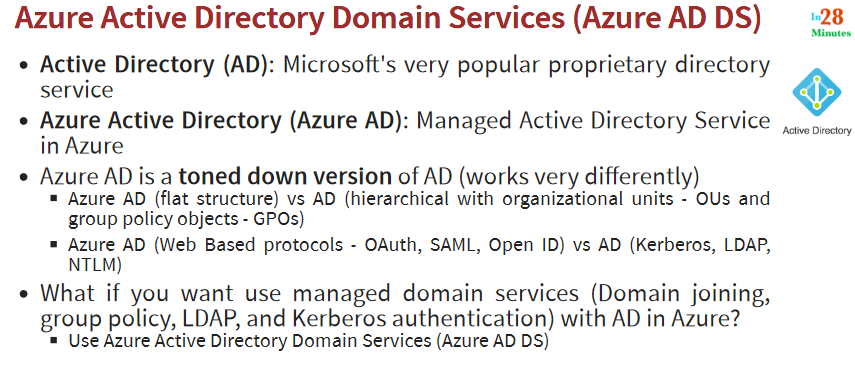 Azure Active Directory Domain Services (Azure AD DS)
In28
Minutes
• Active Directory (AD): Microsoft's very popular proprietary directory
service
• Azure Active Directory (Azure AD): Managed Active Directory Service
in Azure
Active Directory
• Azure AD is a toned down version of AD (works very differently)
▪ Azure AD (flat structure) vs AD (hierarchical with organizational units - OUs and
group policy objects - GPOs)
▪ Azure AD (Web Based protocols - OAuth, SAML, Open ID) vs AD (Kerberos, LDAP,
NTLM)
• What if you want use managed domain services (Domain joining,
group policy, LDAP, and Kerberos authentication) with AD in Azure?
▪ Use Azure Active Directory Domain Services (Azure AD DS)